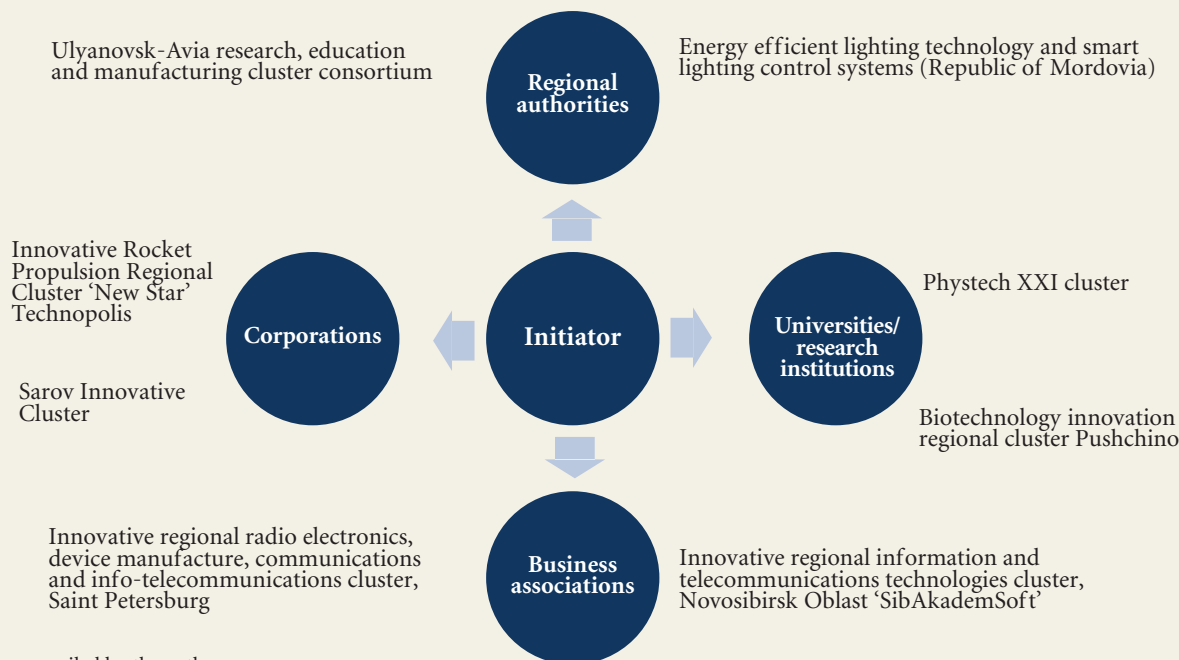 Ulyanovsk-Avia research, education
and manufacturing cluster consortium
Regional
authorities
Energy efficient lighting technology and smart
lighting control systems (Republic of Mordovia)
Innovative Rocket
Propulsion Regional
Cluster ‘New Star’
Technopolis
Sarov Innovative
Cluster
Corporations
Initiator
Universities/
research
institutions
Phystech XXI cluster
Biotechnology innovation
regional cluster Pushchino
Innovative regional radio electronics,
device manufacture, communications
and info-telecommunications cluster,
Saint Petersburg
Business
associations
Innovative regional information and
telecommunications technologies cluster,
Novosibirsk Oblast ‘SibAkademSoft’